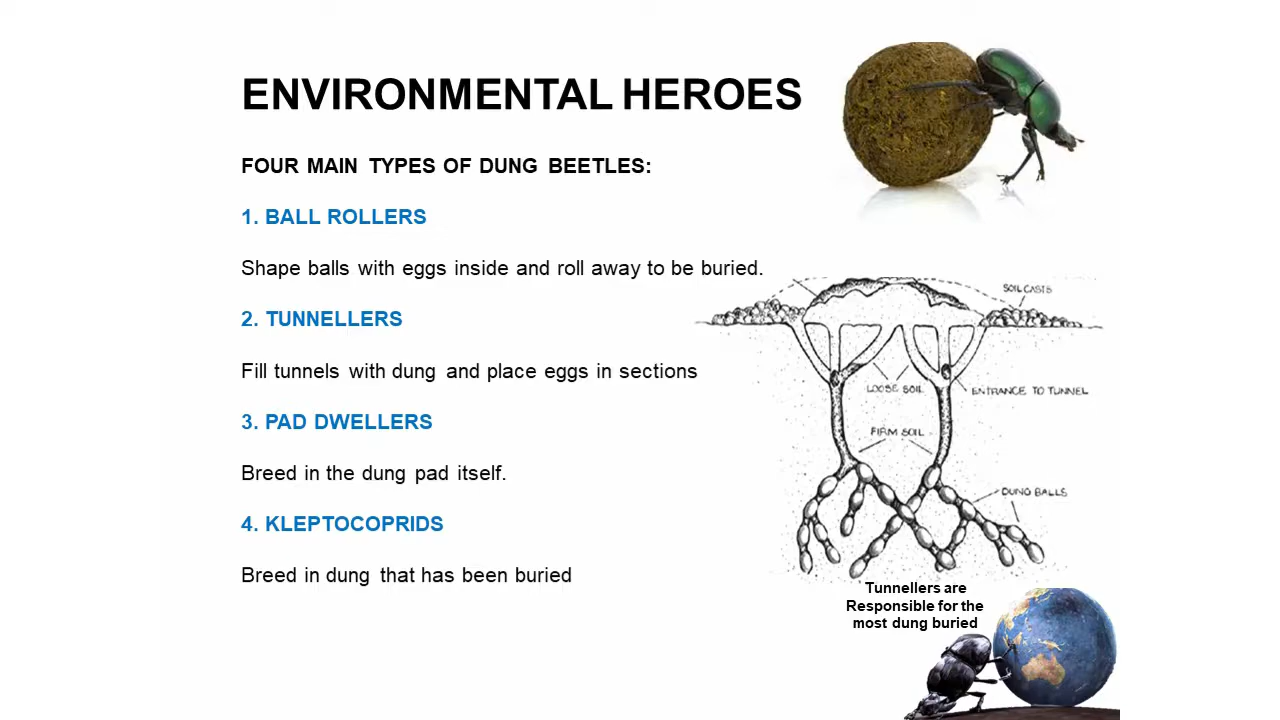 ENVIRONMENTAL HEROES
FOUR MAIN TYPES OF DUNG BEETLES:
1. BALL ROLLERS
Shape balls with eggs inside and roll away to be buried.
2. TUNNELLERS
Fill tunnels with dung and place eggs in sections
3. PAD DWELLERS
Breed in the dung pad itself.
4. KLEPTOCOPRIDS
Breed in dung that has been buried
SOIL CASTS
LOOSE SOIL
ENTRANCE TO TUNNEL
FIRM SOIL
DUNG BALLS
Tunnellers are
Responsible for the
most dung buried